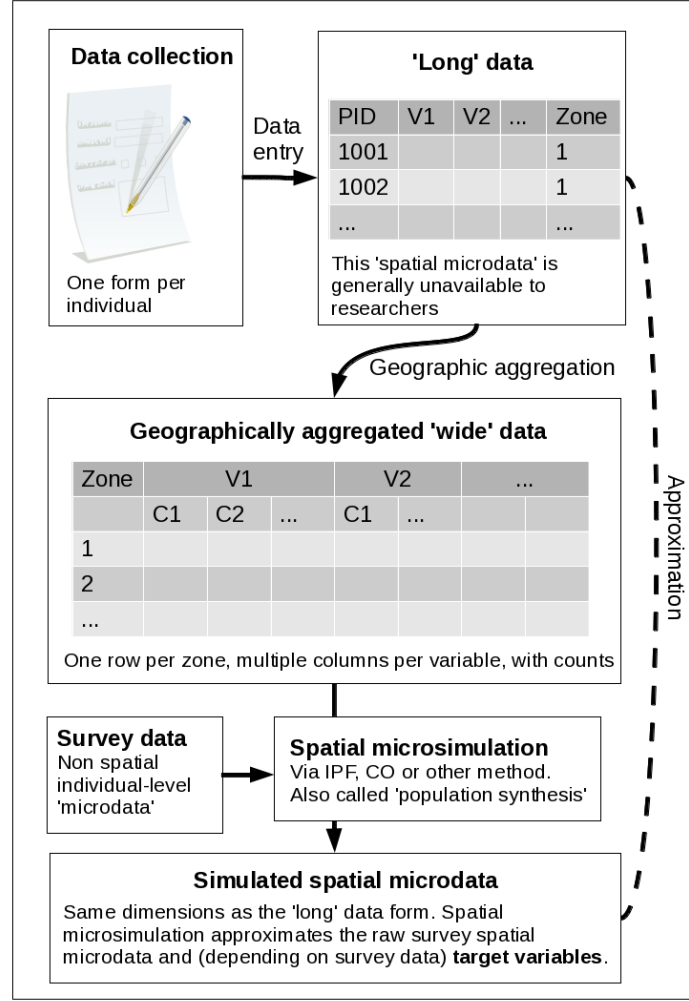 Data collection
One form per
individual
Data
entry
'Long' data
PID V1 V2 ... Zone
1001 1
1002 1
... ...
This 'spatial microdata' is
generally unavailable to
researchers
Geographic aggregation
Approximation
Geographically aggregated 'wide' data
Zone V1 V2 ...
C1 C2 ... C1 ...
1
2
...
One row per zone, multiple columns per variable, with counts
Survey data
Non spatial
individual-level
'microdata'
Spatial microsimulation
Via IPF, CO or other method.
Also called 'population synthesis'
Simulated spatial microdata
Same dimensions as the 'long' data form. Spatial
microsimulation approximates the raw survey spatial
microdata and (depending on survey data) target variables.